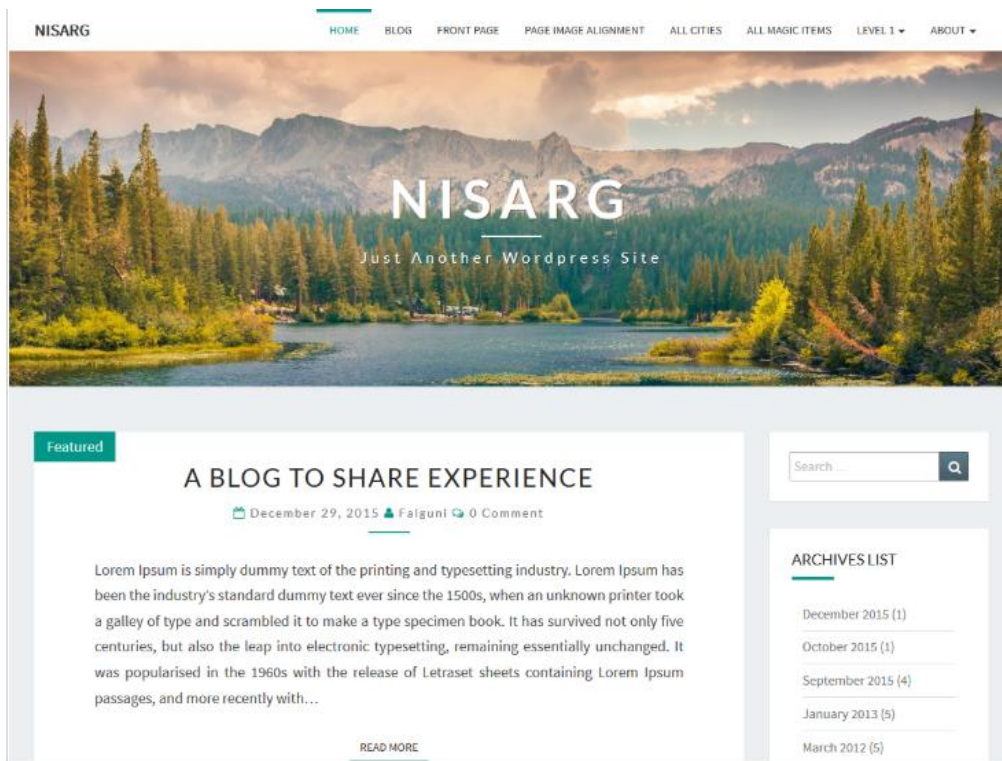 NISARG
HOME BLOG FRONT PAGE PAGE IMAGE ALIGNMENT ALL CITIES ALL MAGIC ITEMS LEVEL 1 ABOUT
NISARG
Just Another Wordpress Site
Featured
A BLOG TO SHARE EXPERIENCE
December 29, 2015 Falguni 0 Comment
Lorem Ipsum is simply dummy text of the printing and typesetting industry. Lorem Ipsum has
been the industry's standard dummy text ever since the 1500s, when an unknown printer took
a galley of type and scrambled it to make a type specimen book. It has survived not only five
centuries, but also the leap into electronic typesetting, remaining essentially unchanged. It
was popularised in the 1960s with the release of Letraset sheets containing Lorem Ipsum
passages, and more recently with…
READ MORE
Search ...
ARCHIVES LIST
December 2015 (1)
October 2015 (1)
September 2015 (4)
January 2013 (5)
March 2012 (5)